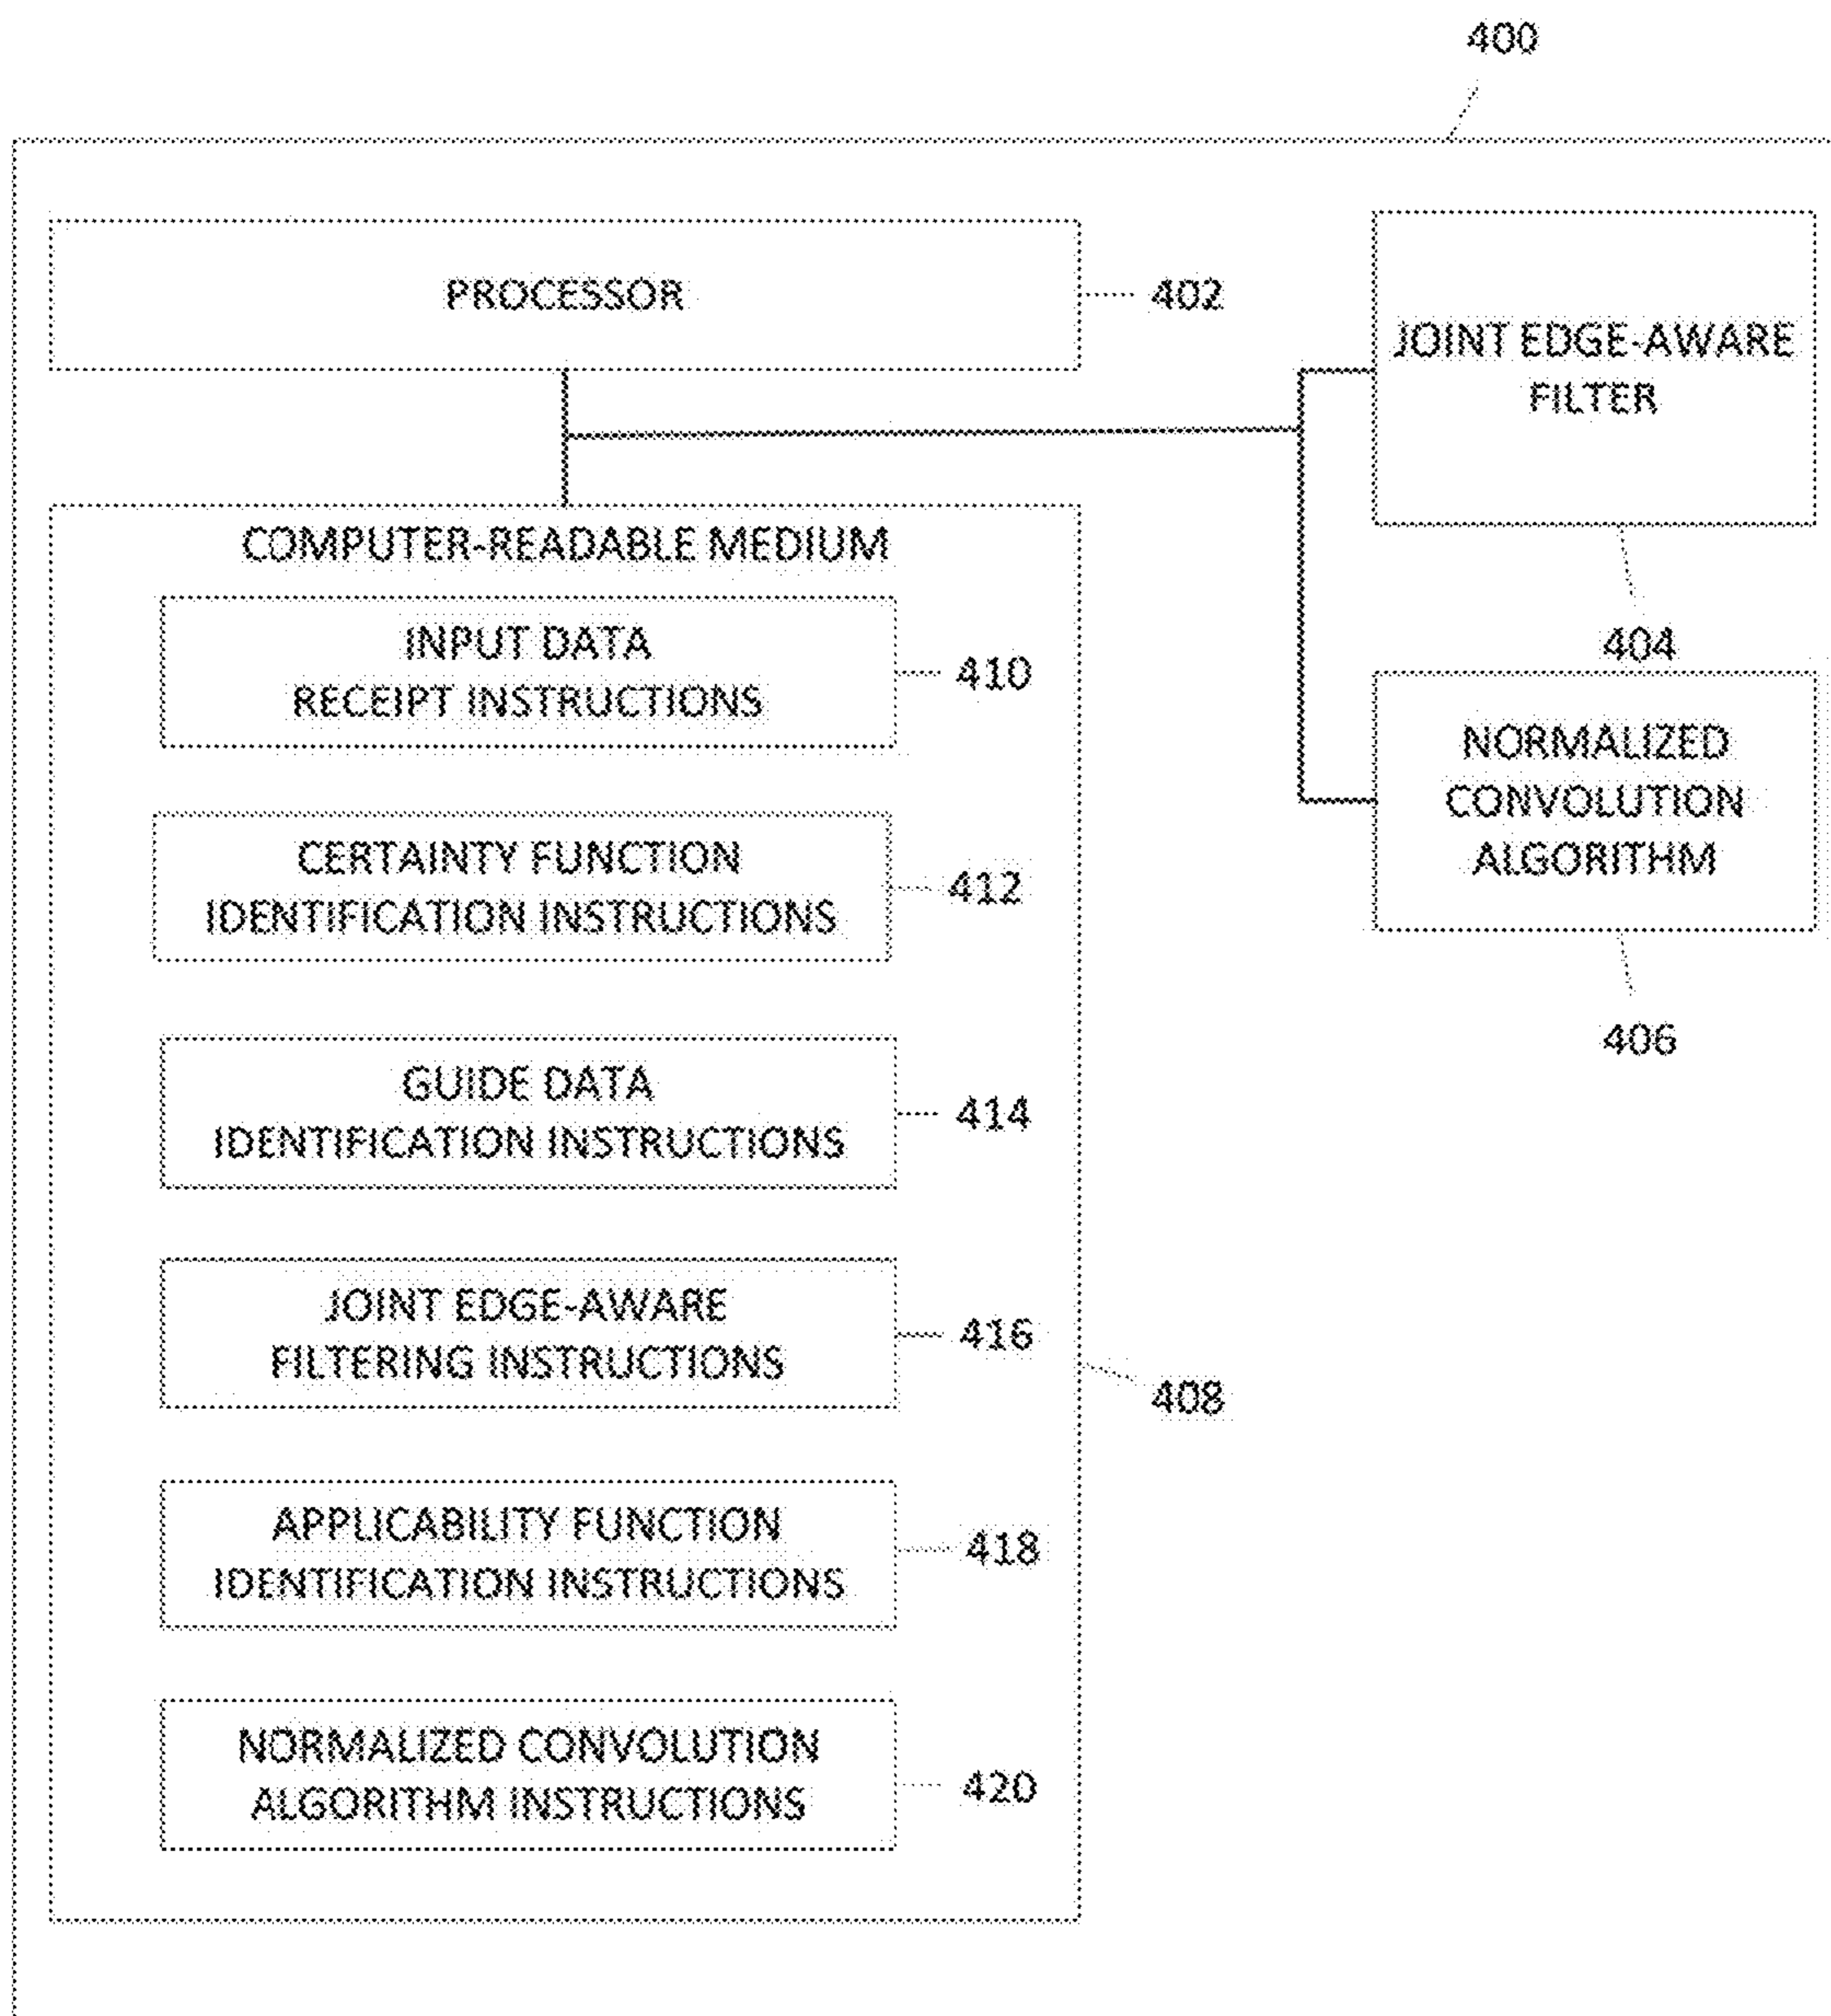 400
PROCESSOR
402
JOINT EDGE-AWARE
FILTER
404
COMPUTER-READABLE MEDIUM
INPUT DATA
RECEIPT INSTRUCTIONS
410
NORMALIZED
CONVOLUTION
ALGORITHM
406
CERTAINTY FUNCTION
IDENTIFICATION INSTRUCTIONS
412
GUIDE DATA
IDENTIFICATION INSTRUCTIONS
414
JOINT EDGE-AWARE
FILTERING INSTRUCTIONS
416
408
APPLICABILITY FUNCTION
IDENTIFICATION INSTRUCTIONS
418
NORMALIZED CONVOLUTION
ALGORITHM INSTRUCTIONS
420